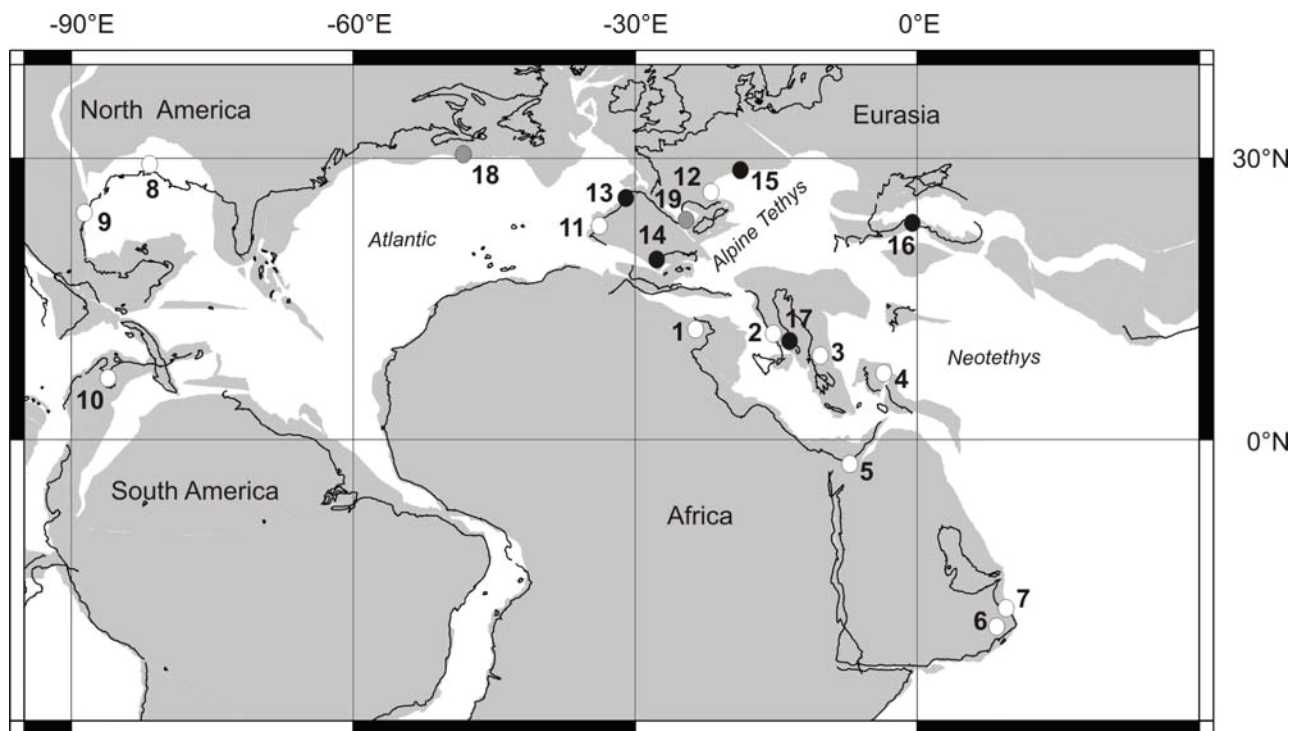 -90°E -60°E -30°E 0°E
North America
Eurasia
30°N
8
18
12
15
13
19
9
11
16
Atlantic
Alpine Tethys
14
17
1
2
3
Neotethys
4
10
0°N
5
South America
Africa
7
6